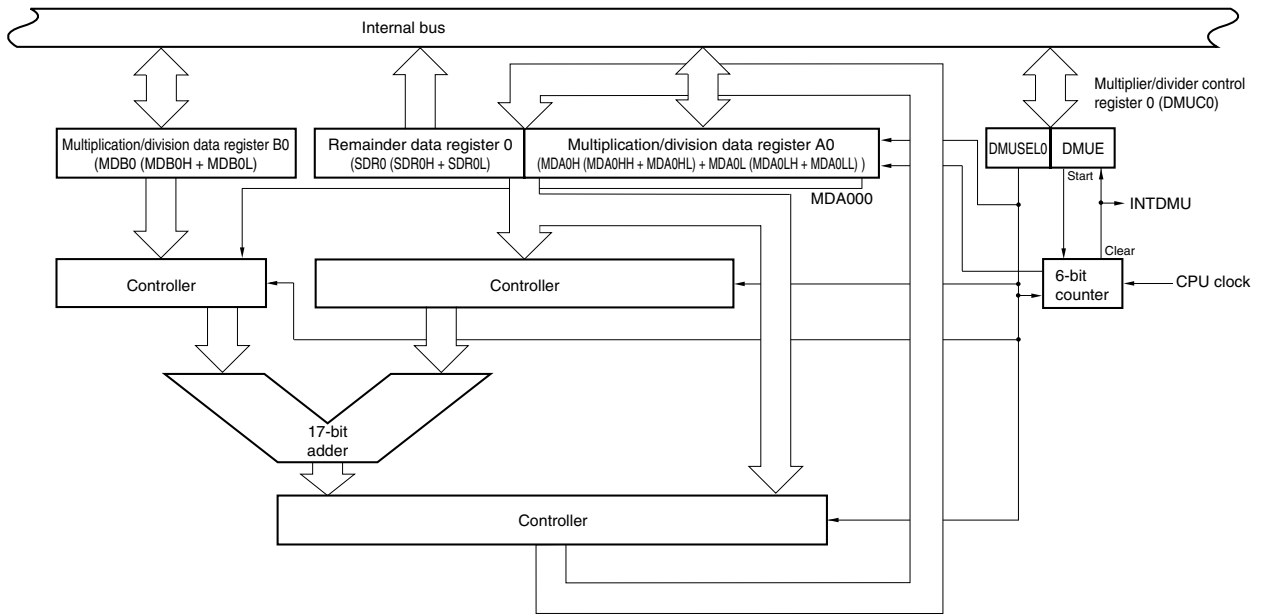 Internal bus
Multiplier/divider control
register 0 (DMUC0)
Multiplication/division data register B0
(MDB0 (MDB0H + MDB0L)
Remainder data register 0
(SDR0 (SDR0H + SDR0L)
Multiplication/division data register A0
(MDA0H (MDA0HH + MDA0HL) + MDA0L (MDA0LH + MDA0LL) )
DMUSEL0
DMUE
Start
MDA000
INTDMU
Clear
Controller
Controller
6-bit
counter
CPU clock
17-bit
adder
Controller